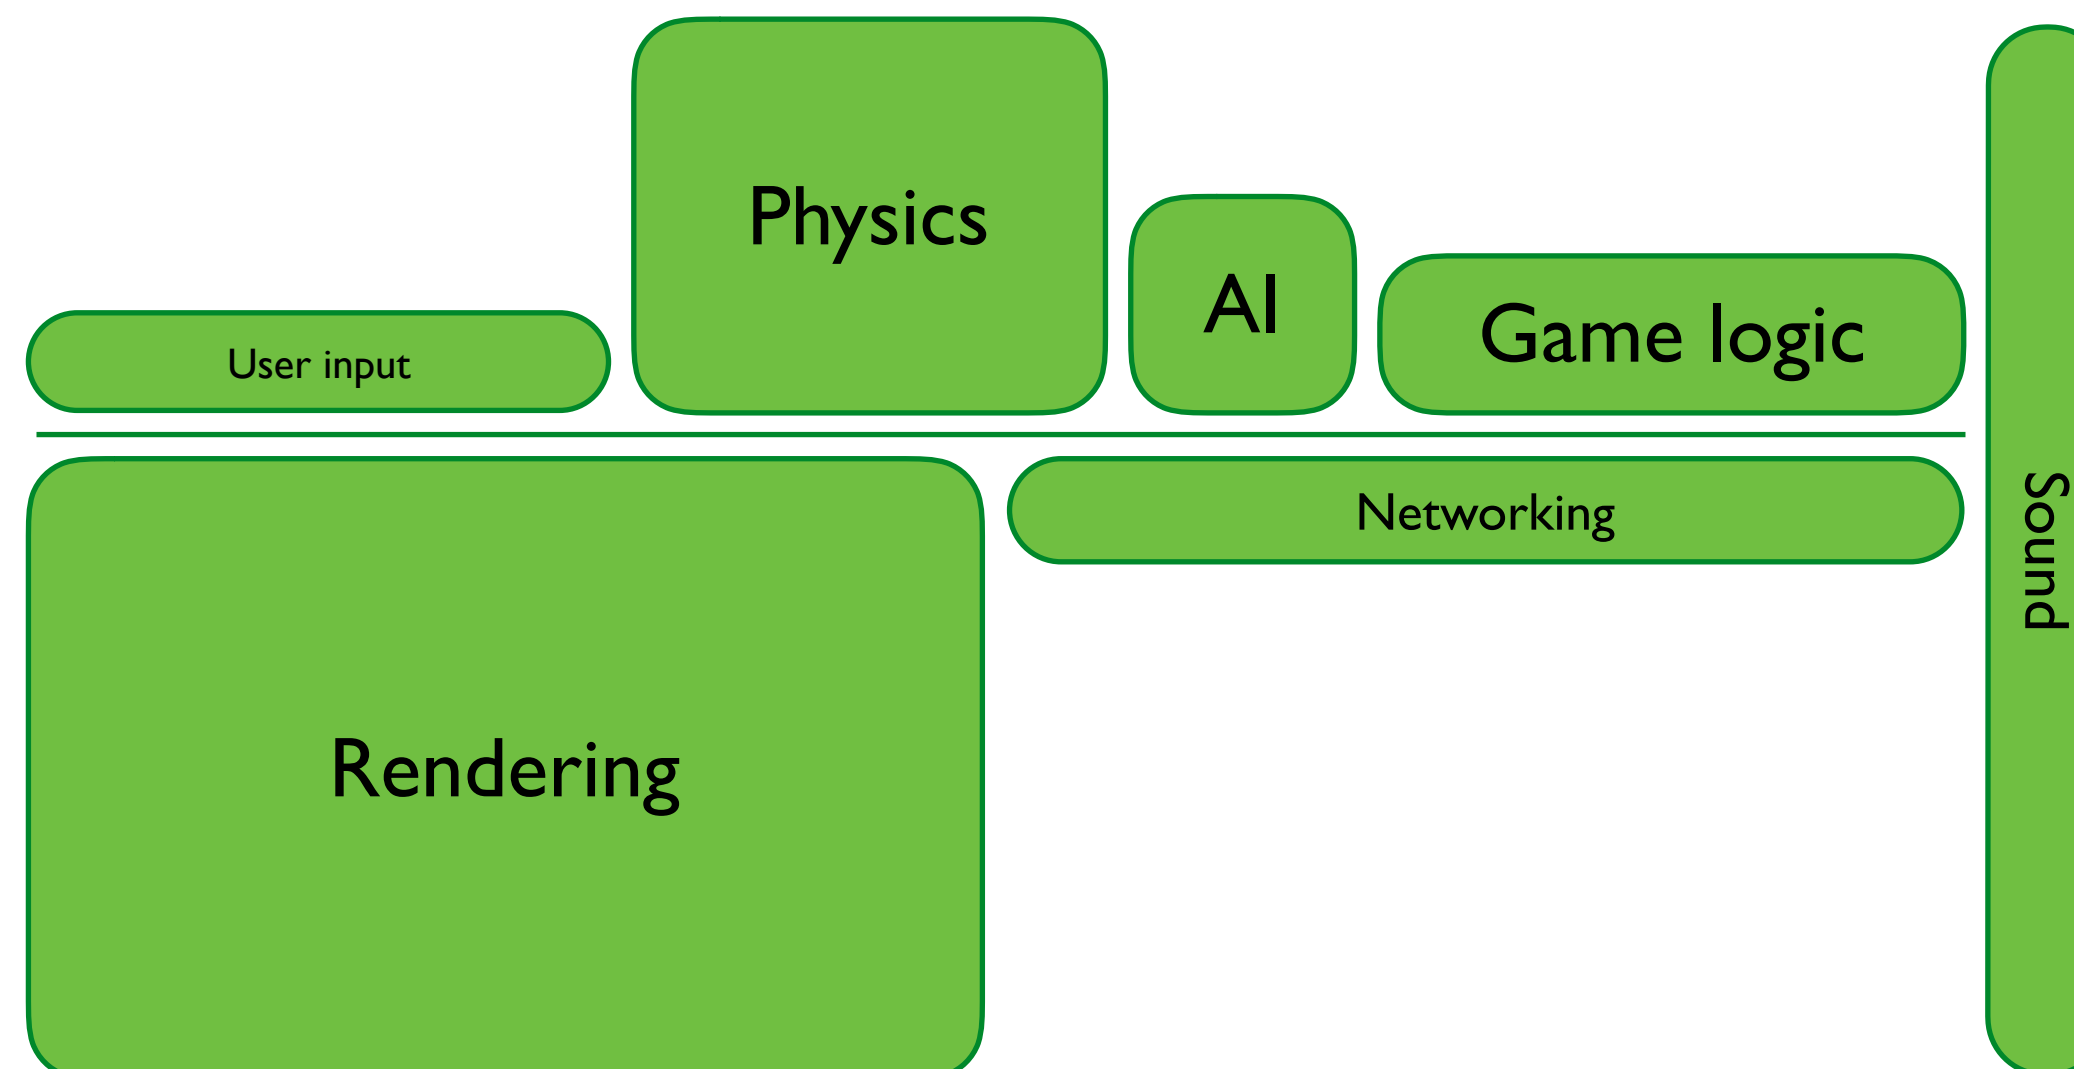 Physics
AI
Game logic
User input
Networking
Sound
Rendering